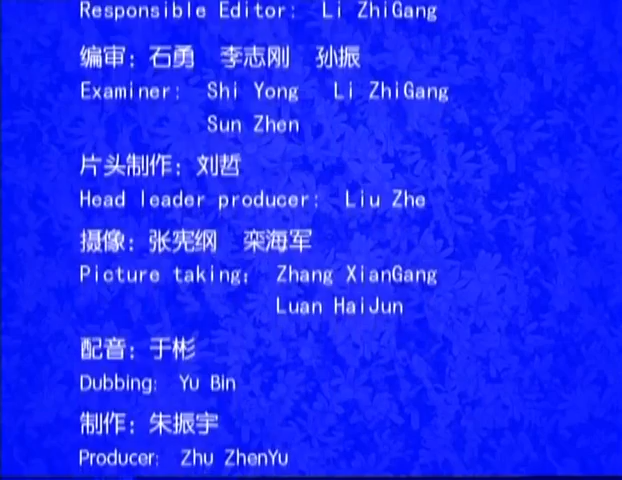 Responsible Editor: Li ZhiGang
编审：石勇 李志刚 孙振
Examiner: Shi Yong Li ZhiGang
Sun Zhen
片头制作：刘哲
Head leader producer: Liu Zhe
摄像：张宪纲 栾海军
Picture taking: Zhang XianGang
Luan HaiJun
配音：于彬
Dubbing: Yu Bin
制作：朱振宇
Producer: Zhu ZhenYu